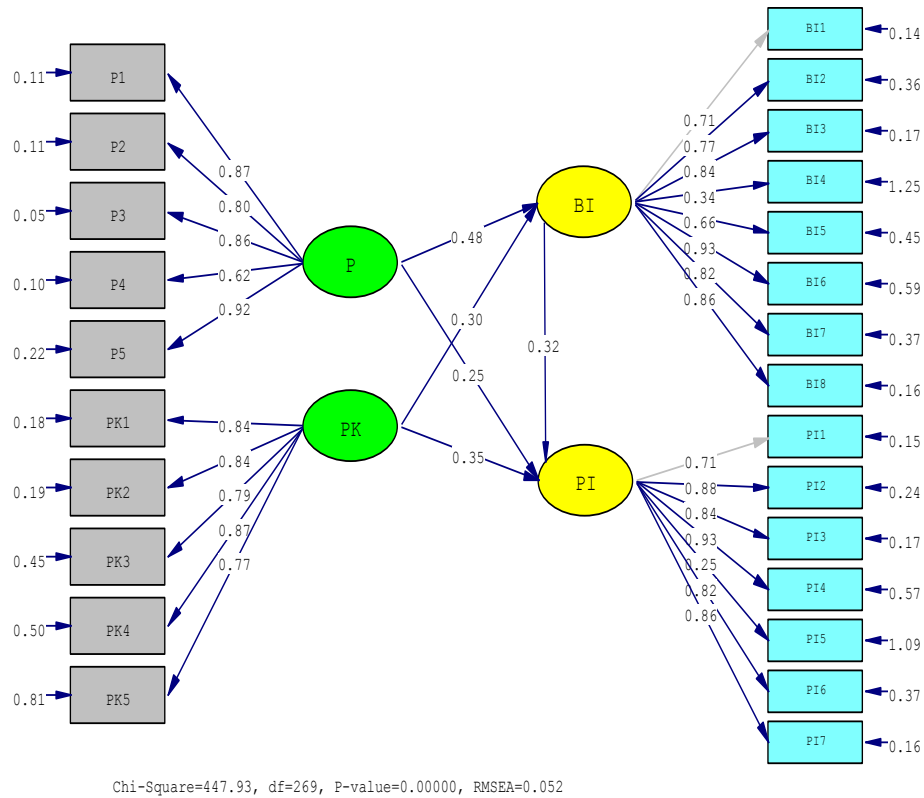 0.11 P1
0.11 P2
0.05 P3
0.10 P4
0.22 P5
0.18 PK1
0.19 PK2
0.45 PK3
0.50 PK4
0.81 PK5
0.87
0.80
0.86
0.62
0.92
0.84
0.84
0.79
0.87
0.77
P
PK
0.48
0.30
0.25
0.35
0.32
BI
PI
0.71
0.77
0.84
0.34
0.66
0.93
0.82
0.86
0.71
0.88
0.84
0.93
0.25
0.82
0.86
BI1 0.14
BI2 0.36
BI3 0.17
BI4 1.25
BI5 0.45
BI6 0.59
BI7 0.37
BI8 0.16
PI1 0.15
PI2 0.24
PI3 0.17
PI4 0.57
PI5 1.09
PI6 0.37
PI7 0.16
Chi-Square=447.93, df=269, P-value=0.00000, RMSEA=0.052